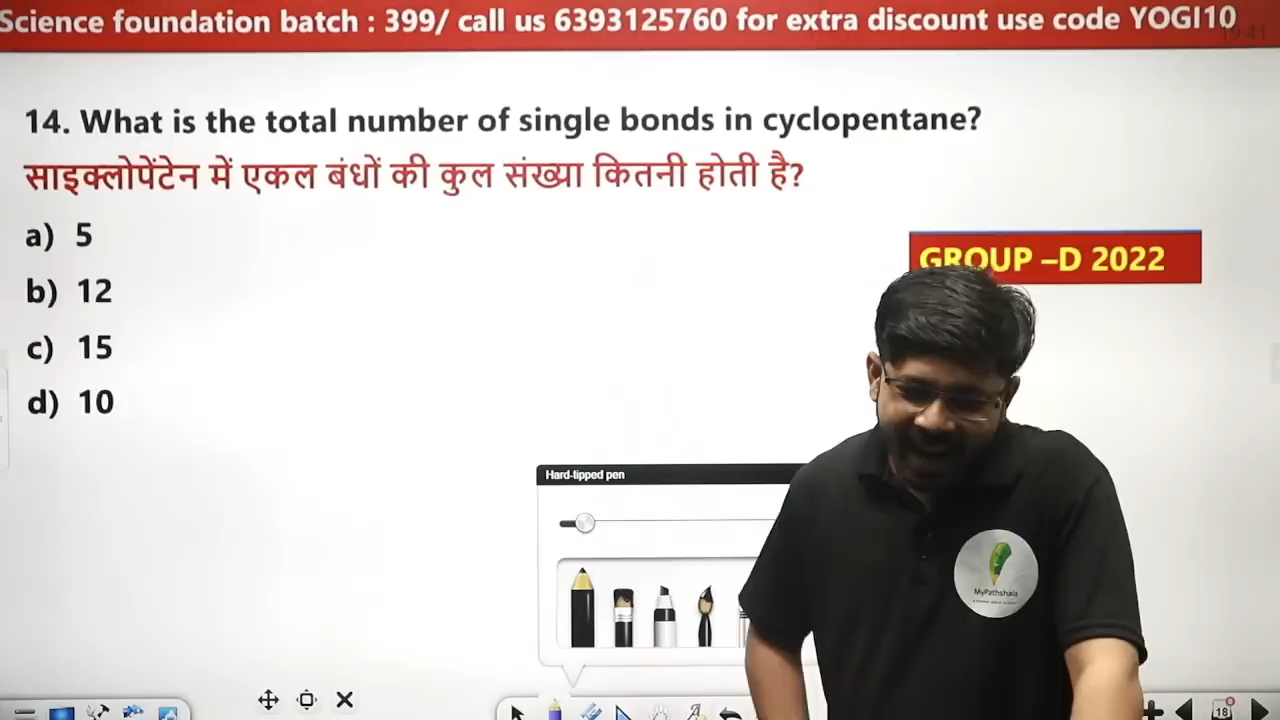 Science foundation batch : 399/ call us 6393125760 for extra discount use code YOGI10
14. What is the total number of single bonds in cyclopentane?
साइक्लोपेंटेन में एकल बंधों की कुल संख्या कितनी होती है?
a) 5
b) 12
c) 15
d) 10
GROUP –D 2022
Hard-tipped pen
MyPathshala
18